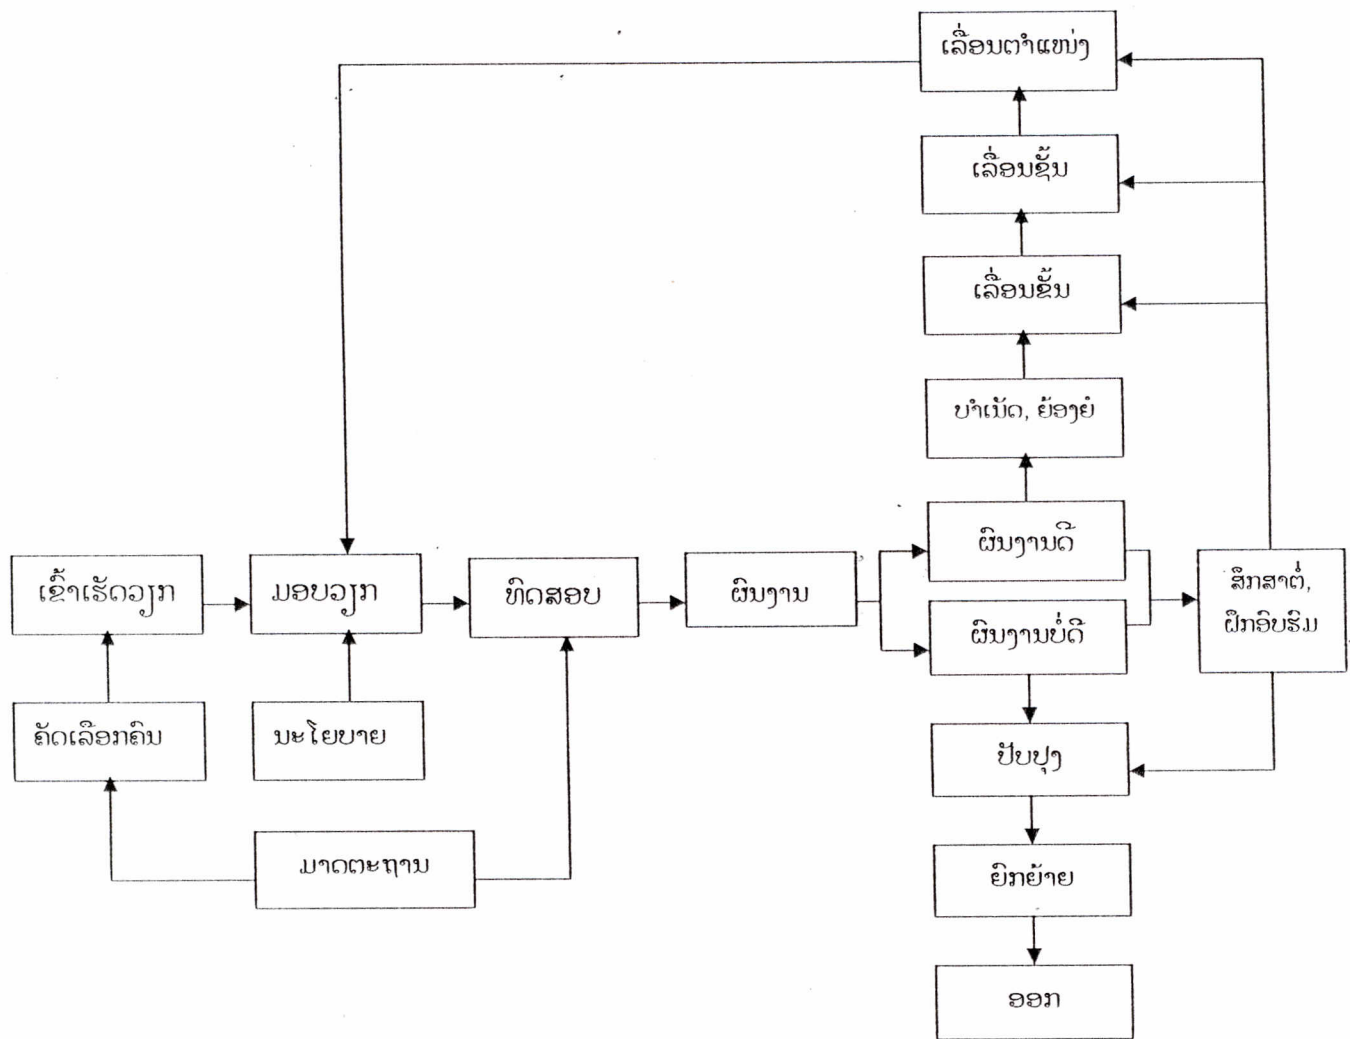 ເລື່ອນຕຳແໜ່ງ
ເລື່ອນຊັ້ນ
ເລື່ອນຂັ້ນ
ບຳເນັດ, ຍ້ອງຍໍ
ຜົນງານດີ
ເຂົ້າເຮັດວຽກ
ມອບວຽກ
ທົດສອບ
ຜົນງານ
ຜົນງານບໍ່ດີ
ສຶກສາຕໍ່,
ຝຶກອົບຮົມ
ຄັດເລືອກຄົນ
ນະໂຍບາຍ
ປັບປຸງ
ມາດຕະຖານ
ຍົກຍ້າຍ
ອອກ